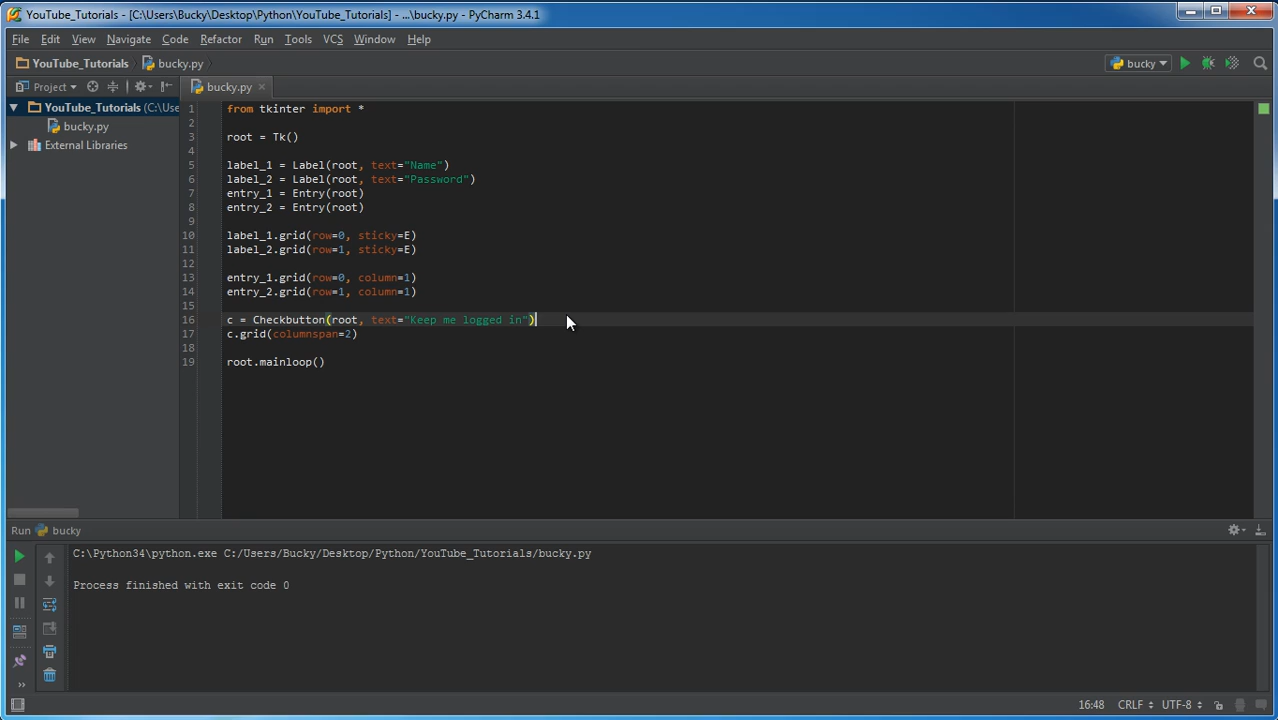 YouTube_Tutorials - [C:\Users\Bucky\Desktop\Python\YouTube_Tutorials] - ...\bucky.py - PyCharm 3.4.1
File Edit View Navigate Code Refactor Run Tools VCS Window Help
YouTube_Tutorials bucky.py bucky
Project bucky.py
YouTube_Tutorials (C:\Use
bucky.py
External Libraries
1 from tkinter import *
2
3 root = Tk()
4
5 label_1 = Label(root, text="Name")
6 label_2 = Label(root, text="Password")
7 entry_1 = Entry(root)
8 entry_2 = Entry(root)
9
10 label_1.grid(row=0, sticky=E)
11 label_2.grid(row=1, sticky=E)
12
13 entry_1.grid(row=0, column=1)
14 entry_2.grid(row=1, column=1)
15
16 c = Checkbutton(root, text="Keep me logged in")
17 c.grid(columnspan=2)
18
19 root.mainloop()
Run bucky
C:\Python34\python.exe C:/Users/Bucky/Desktop/Python/YouTube_Tutorials/bucky.py
Process finished with exit code 0
16:48 CRLF UTF-8